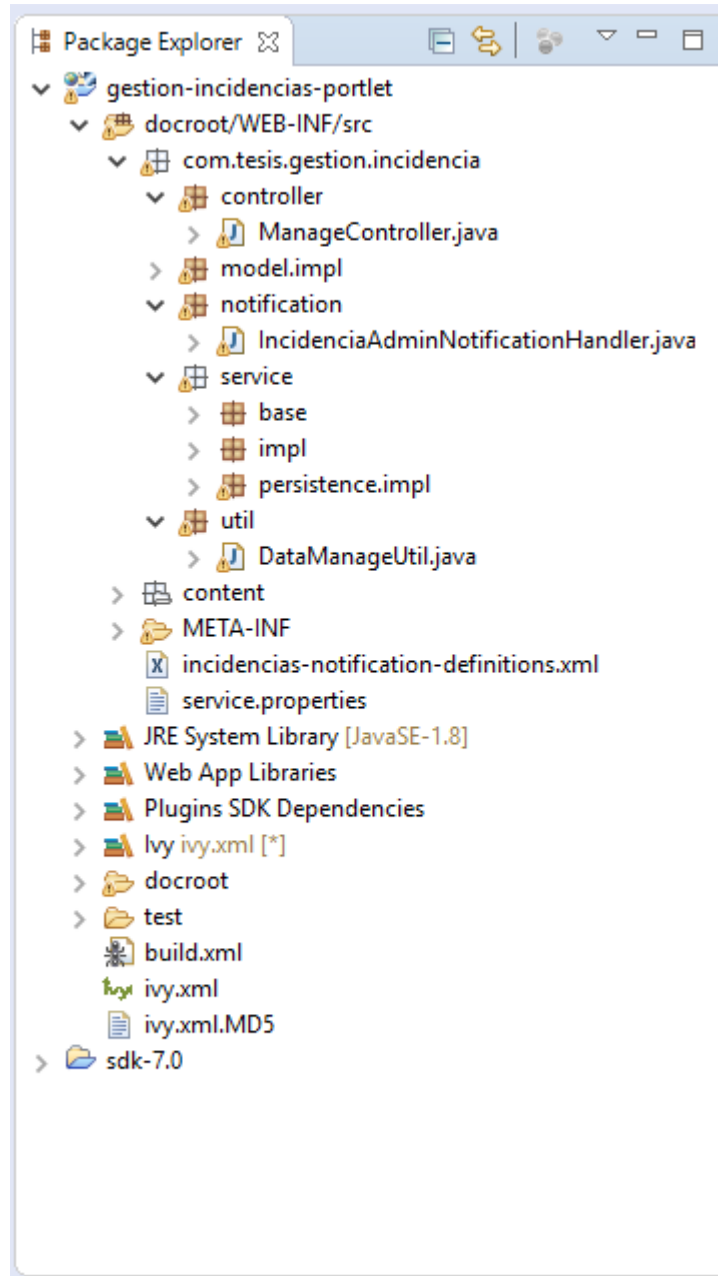 Package Explorer
gestion-incidencias-portlet
docroot/WEB-INF/src
com.tesis.gestion.incidencia
controller
ManageController.java
model.impl
notification
IncidenciaAdminNotificationHandler.java
service
base
impl
persistence.impl
util
DataManageUtil.java
content
META-INF
incidencias-notification-definitions.xml
service.properties
JRE System Library [JavaSE-1.8]
Web App Libraries
Plugins SDK Dependencies
Ivy ivy.xml [*]
docroot
test
build.xml
ivy.xml
ivy.xml.MD5
sdk-7.0